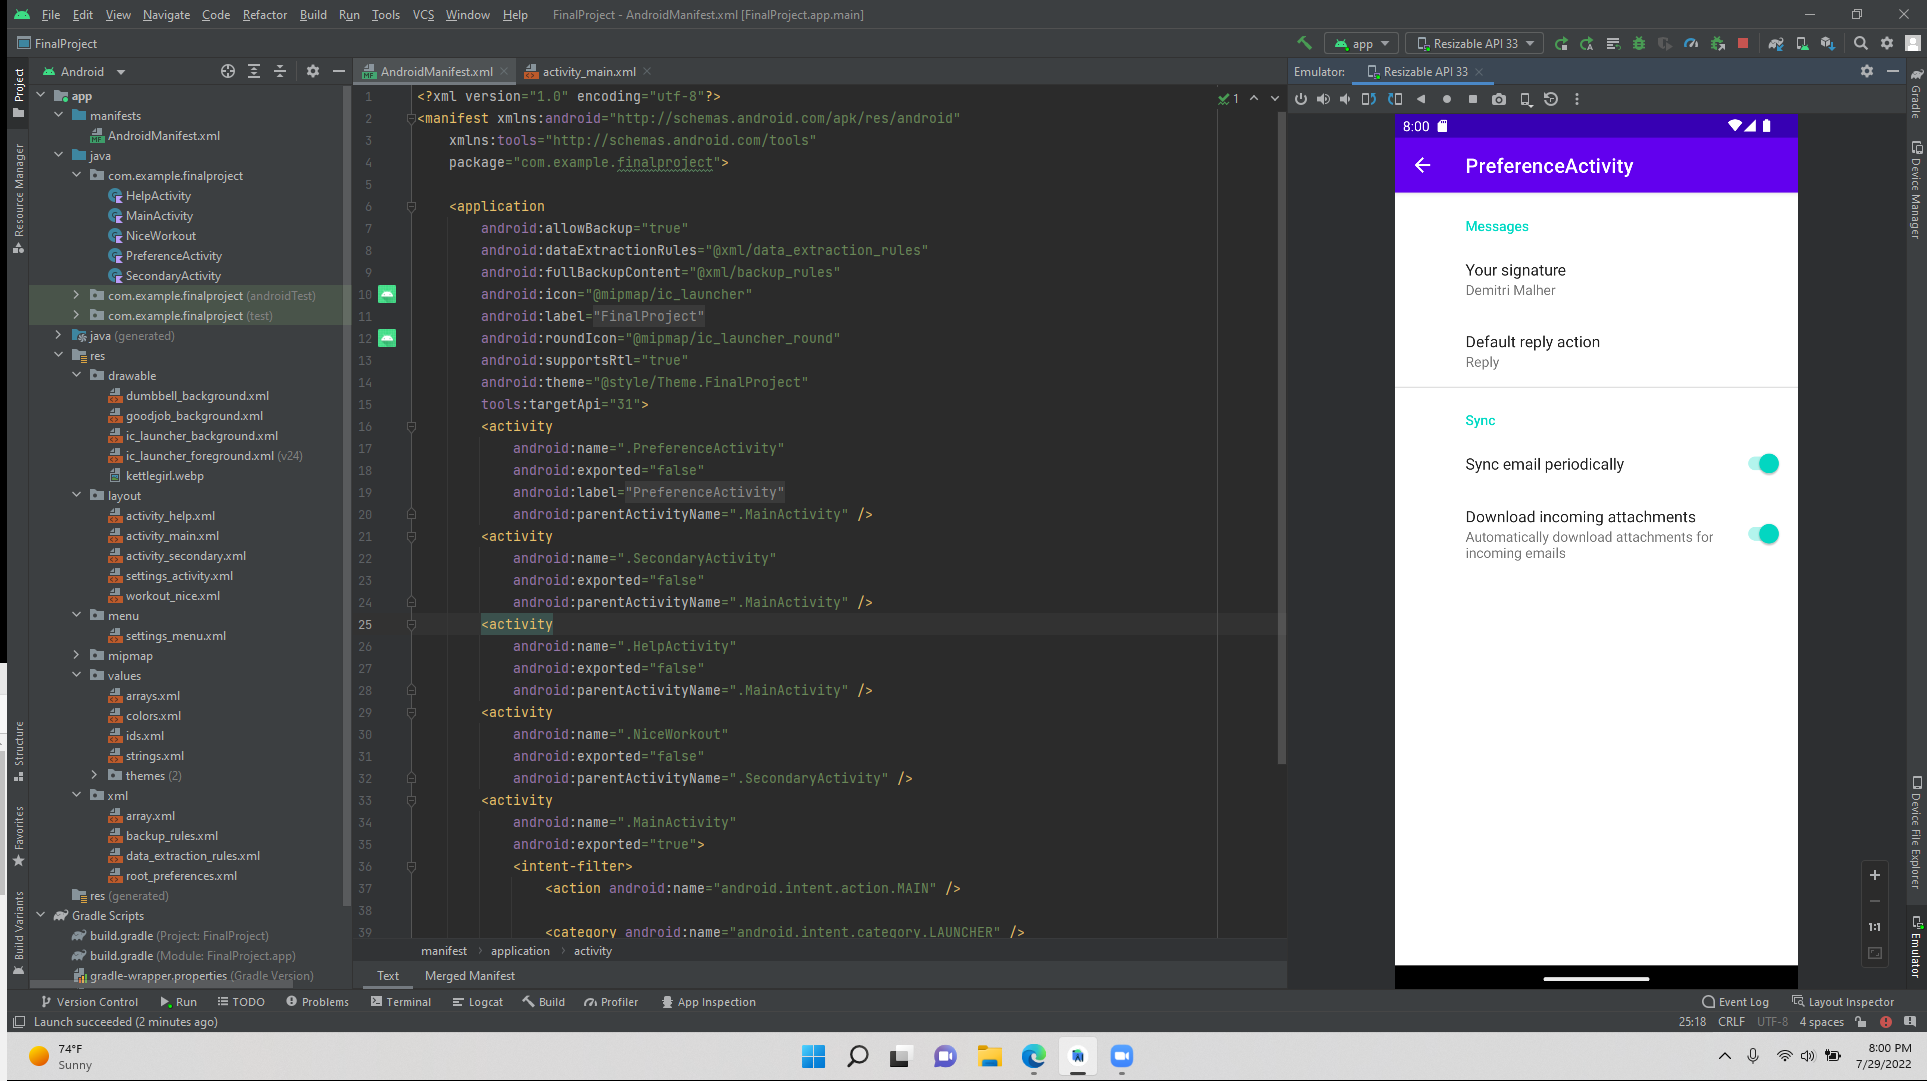 File Edit View Navigate Code Refactor Build Run Tools VCS Window Help FinalProject - AndroidManifest.xml [FinalProject.app.main]
FinalProject
app
Resizable API 33
Project
Resource Manager
Structure
Favorites
Build Variants
Android
app
manifests
AndroidManifest.xml
java
com.example.finalproject
HelpActivity
MainActivity
NiceWorkout
PreferenceActivity
SecondaryActivity
com.example.finalproject (androidTest)
com.example.finalproject (test)
java (generated)
res
drawable
dumbbell_background.xml
goodjob_background.xml
ic_launcher_background.xml
ic_launcher_foreground.xml (v24)
kettlegirl.webp
layout
activity_help.xml
activity_main.xml
activity_secondary.xml
settings_activity.xml
workout_nice.xml
menu
settings_menu.xml
mipmap
values
arrays.xml
colors.xml
ids.xml
strings.xml
themes (2)
xml
array.xml
backup_rules.xml
data_extraction_rules.xml
root_preferences.xml
res (generated)
Gradle Scripts
build.gradle (Project: FinalProject)
build.gradle (Module: FinalProject.app)
gradle-wrapper.properties (Gradle Version)
AndroidManifest.xml
activity_main.xml
1
1 <?xml version="1.0" encoding="utf-8"?>
2 <manifest xmlns:android="http://schemas.android.com/apk/res/android"
3 xmlns:tools="http://schemas.android.com/tools"
4 package="com.example.finalproject">
5
6 <application
7 android:allowBackup="true"
8 android:dataExtractionRules="@xml/data_extraction_rules"
9 android:fullBackupContent="@xml/backup_rules"
10 android:icon="@mipmap/ic_launcher"
11 android:label="FinalProject"
12 android:roundIcon="@mipmap/ic_launcher_round"
13 android:supportsRtl="true"
14 android:theme="@style/Theme.FinalProject"
15 tools:targetApi="31">
16 <activity
17 android:name=".PreferenceActivity"
18 android:exported="false"
19 android:label="PreferenceActivity"
20 android:parentActivityName=".MainActivity" />
21 <activity
22 android:name=".SecondaryActivity"
23 android:exported="false"
24 android:parentActivityName=".MainActivity" />
25 <activity
26 android:name=".HelpActivity"
27 android:exported="false"
28 android:parentActivityName=".MainActivity" />
29 <activity
30 android:name=".NiceWorkout"
31 android:exported="false"
32 android:parentActivityName=".SecondaryActivity" />
33 <activity
34 android:name=".MainActivity"
35 android:exported="true">
36 <intent-filter>
37 <action android:name="android.intent.action.MAIN" />
38
39 <category android:name="android.intent.category.LAUNCHER" />
manifest application activity
Text Merged Manifest
Emulator: Resizable API 33
8:00
PreferenceActivity
Messages
Your signature
Demitri Malher
Default reply action
Reply
Sync
Sync email periodically
Download incoming attachments
Automatically download attachments for
incoming emails
1:1
Gradle
Device Manager
Device File Explorer
Emulator
Version Control Run TODO Problems Terminal Logcat Build Profiler App Inspection Event Log Layout Inspector
Launch succeeded (2 minutes ago) 25:18 CRLF UTF-8 4 spaces
74°F
Sunny
8:00 PM
7/29/2022